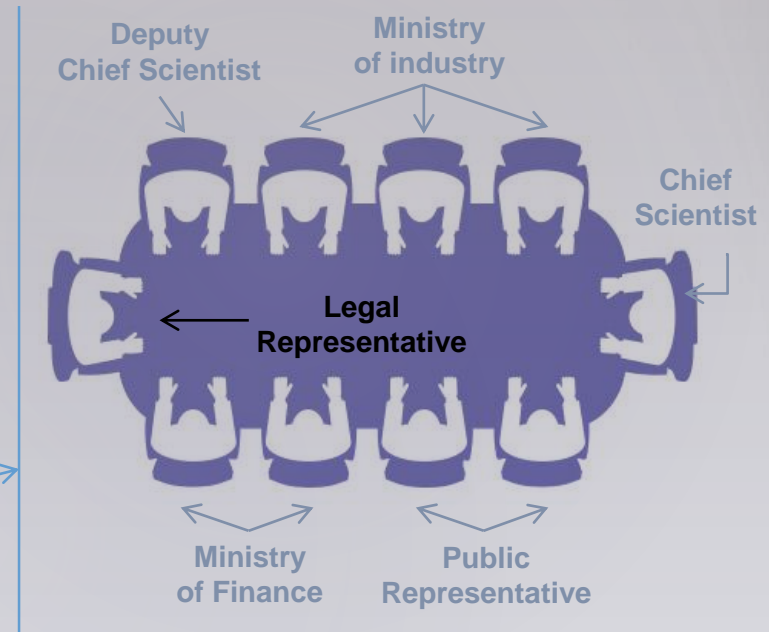 Deputy
Chief Scientist
Ministry
of industry
Chief
Scientist
Legal
Representative
Ministry
of Finance
Public
Representative